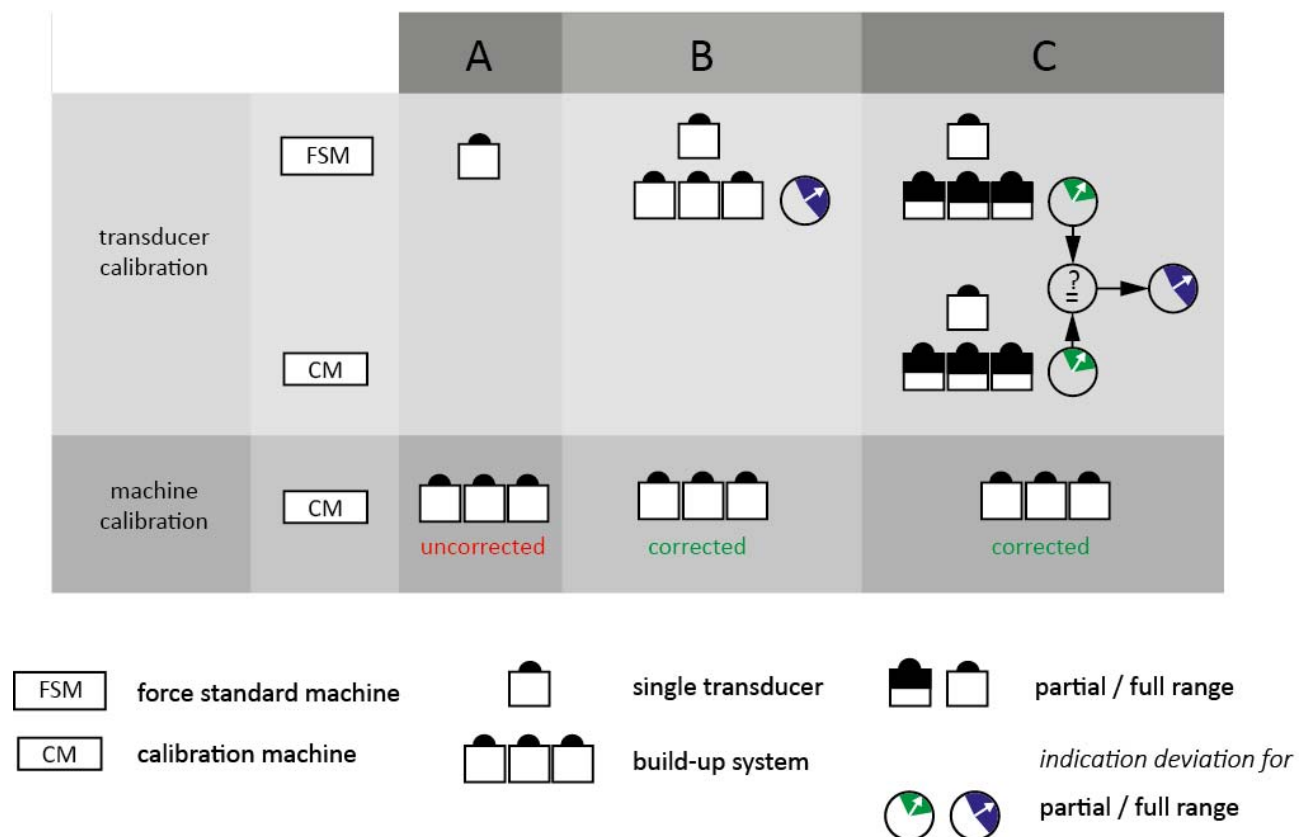 A
B
C
FSM
transducer
calibration
?
=
CM
machine
calibration
CM
uncorrected
corrected
corrected
FSM
force standard machine
single transducer
partial / full range
CM
calibration machine
build-up system
indication deviation for
partial / full range